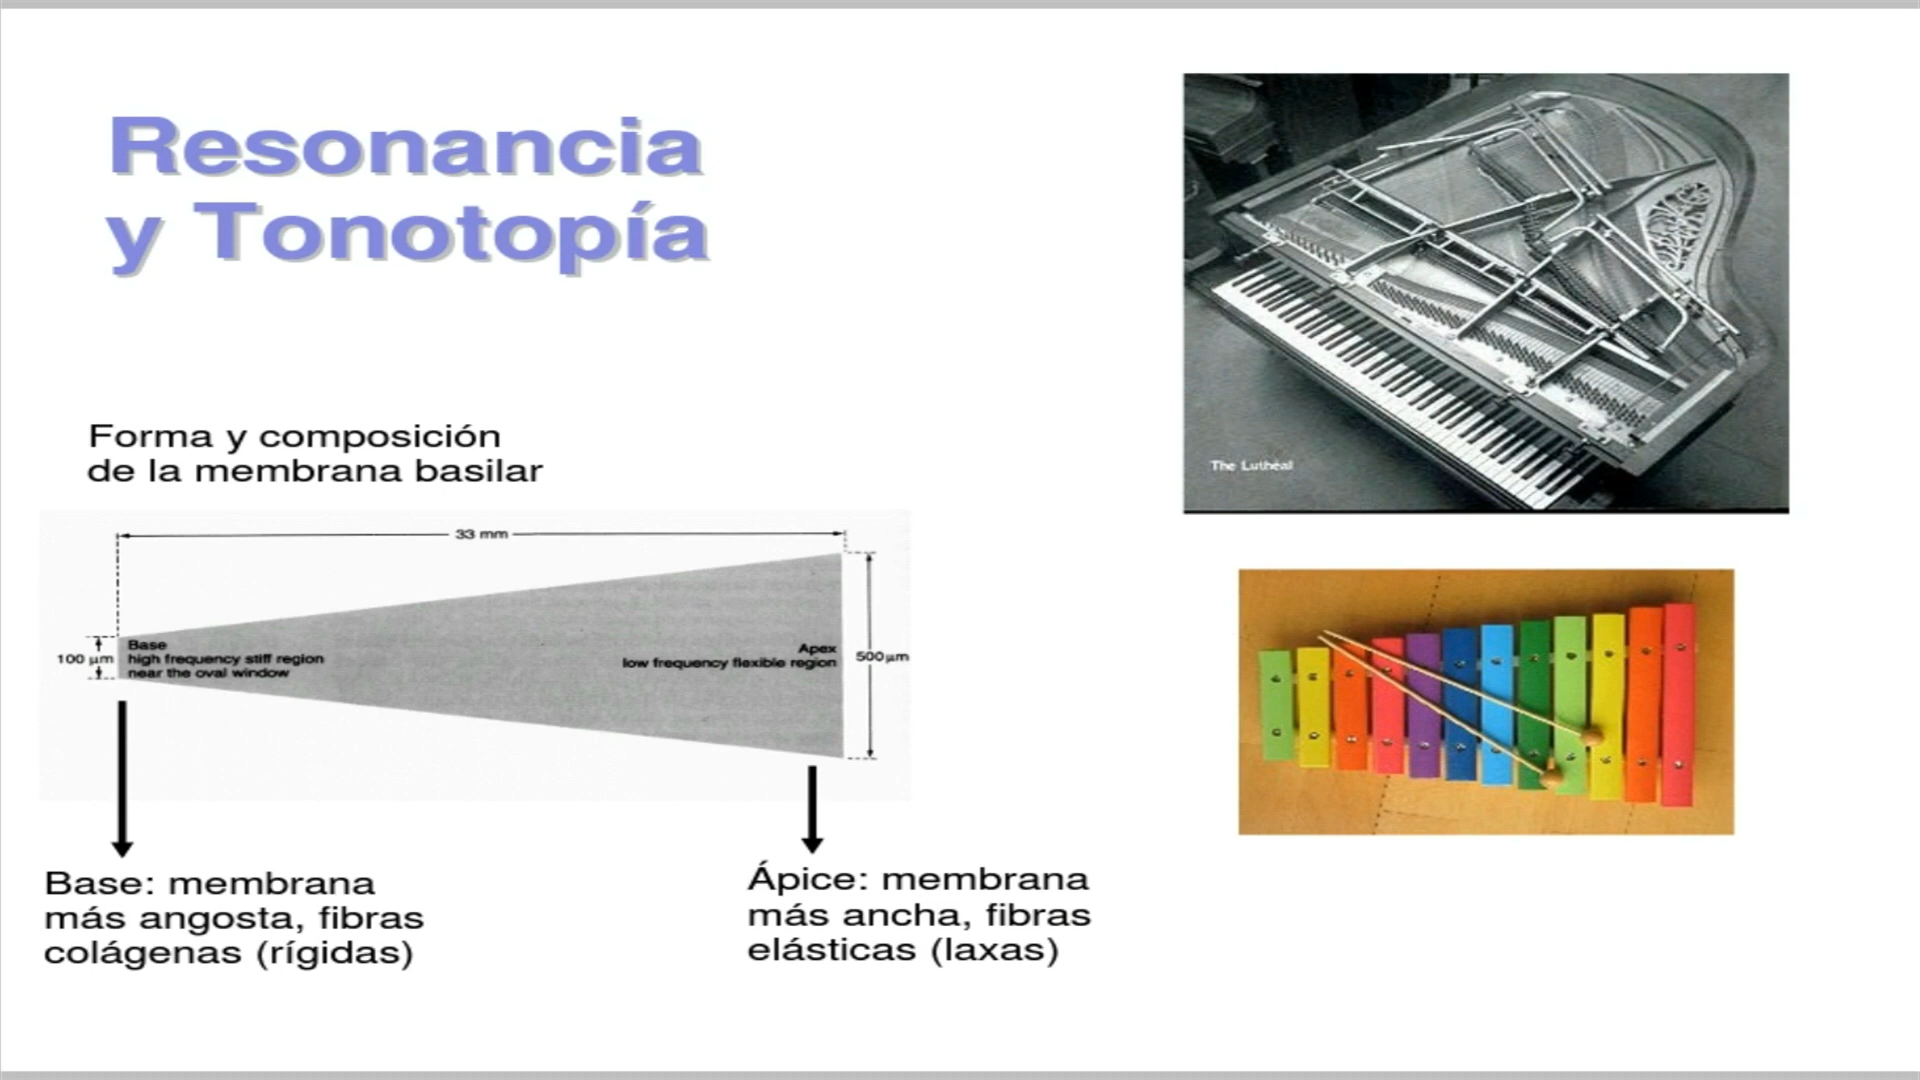 Resonancia
y Tonotopía
The Luthéal
Forma y composición
de la membrana basilar
33 mm
100 µm
Base
high frequency stiff region
near the oval window
Apex
low frequency flexible region
500µm
Base: membrana
más angosta, fibras
colágenas (rígidas)
Ápice: membrana
más ancha, fibras
elásticas (laxas)